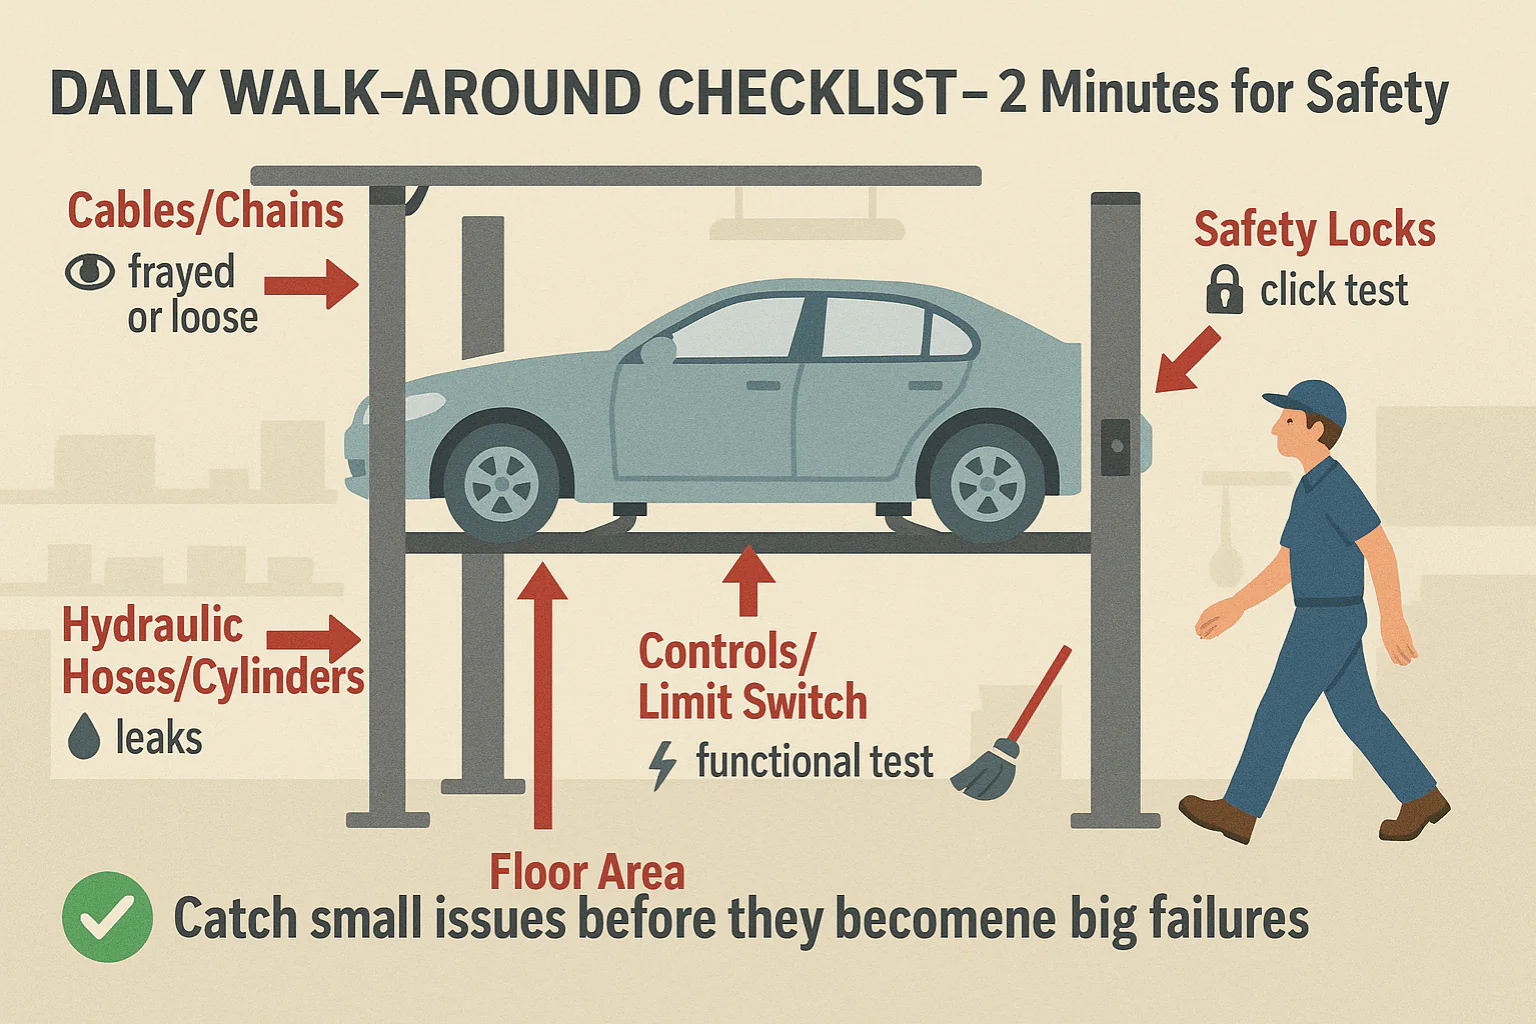 DAILY WALK-AROUND CHECKLIST – 2 Minutes for Safety
Cables/Chains
frayed
or loose
Safety Locks
click test
Hydraulic
Hoses/Cylinders
leaks
Controls/
Limit Switch
functional test
Floor Area
Catch small issues before they becomene big failures